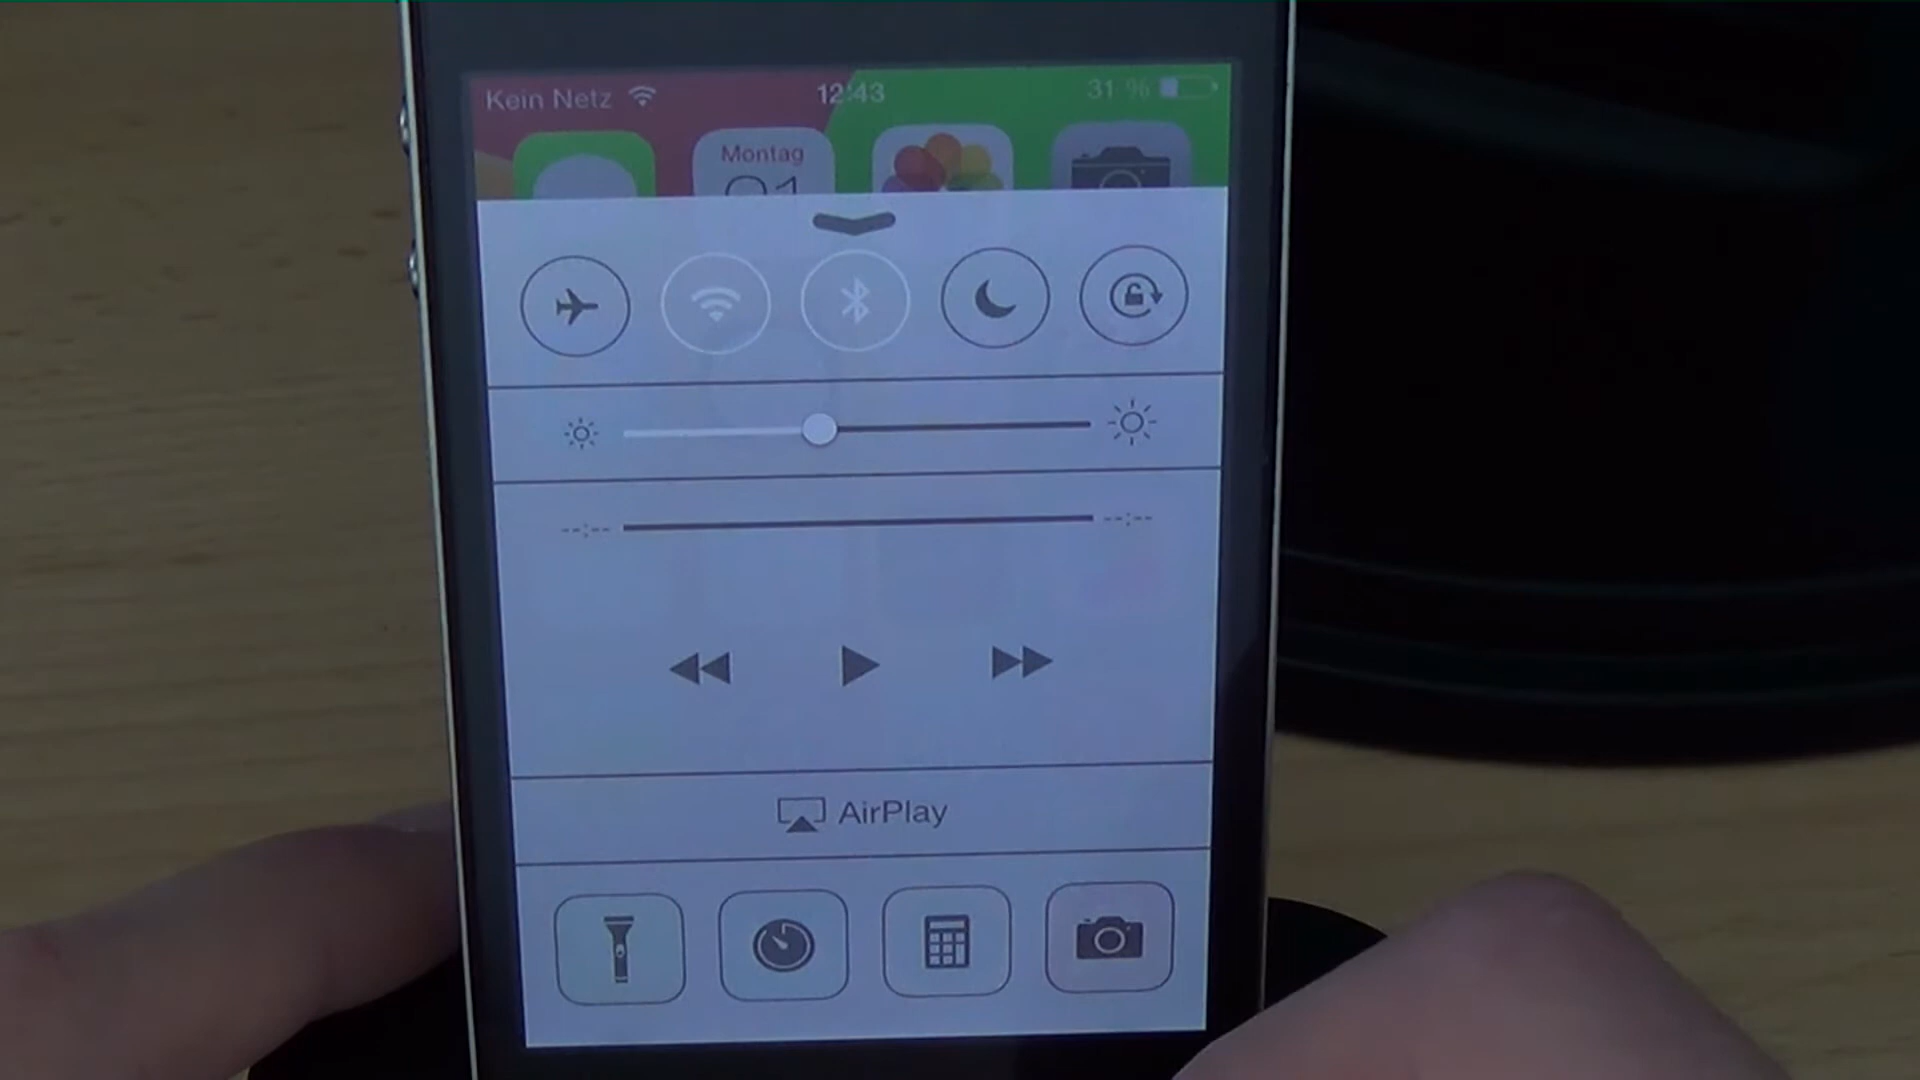 Kein Netz 12:43 31 %
Montag
--:-- --:--
AirPlay